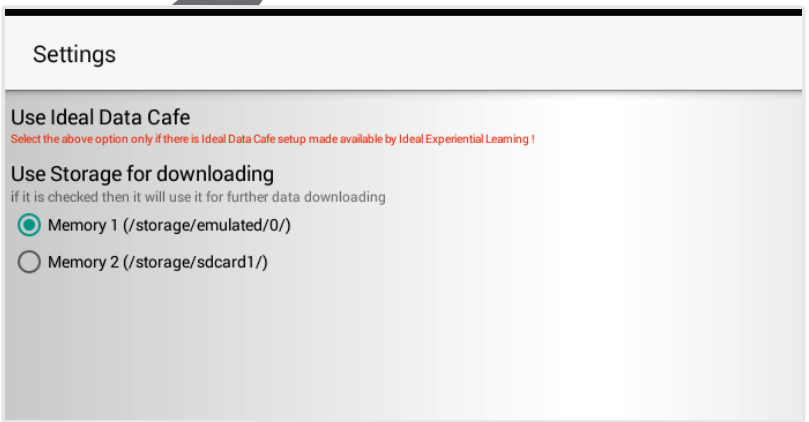 Settings
Use Ideal Data Cafe
Select the above option only if there is Ideal Data Cafe setup made available by Ideal Experiential Learning !
Use Storage for downloading
if it is checked then it will use it for further data downloading
Memory 1 (/storage/emulated/0/)
Memory 2 (/storage/sdcard1/)